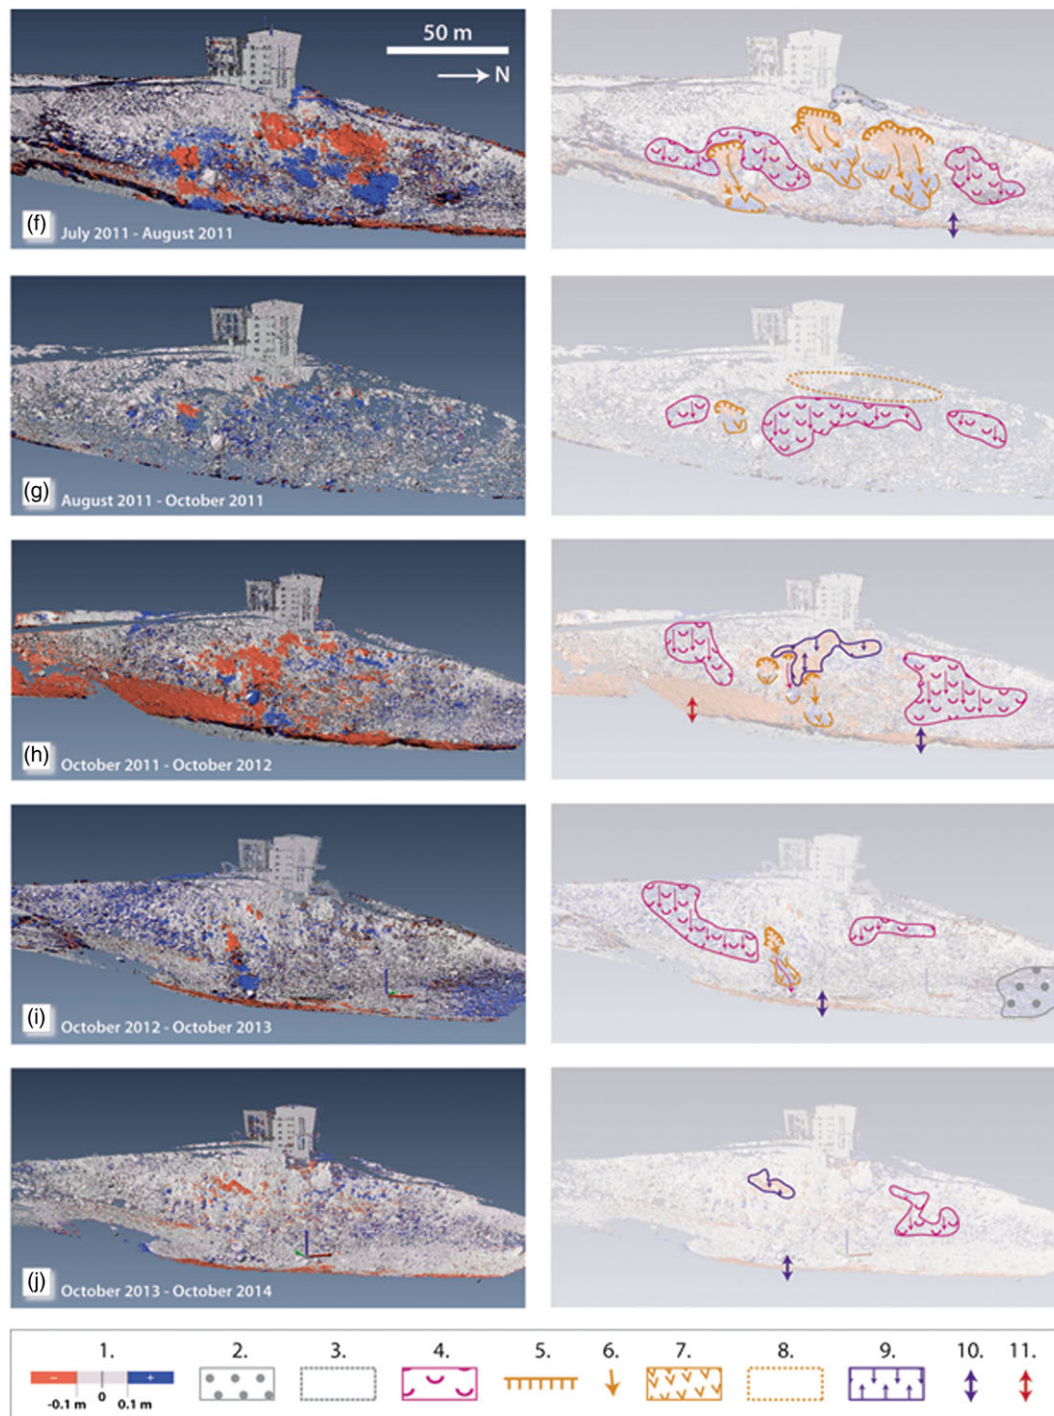 50 m
N
(f) July 2011 - August 2011
(g) August 2011 - October 2011
(h) October 2011 - October 2012
(i) October 2012 - October 2013
(j) October 2013 - October 2014
1. 2. 3. 4. 5. 6. 7. 8. 9. 10. 11.
- +
-0.1 m 0 0.1 m